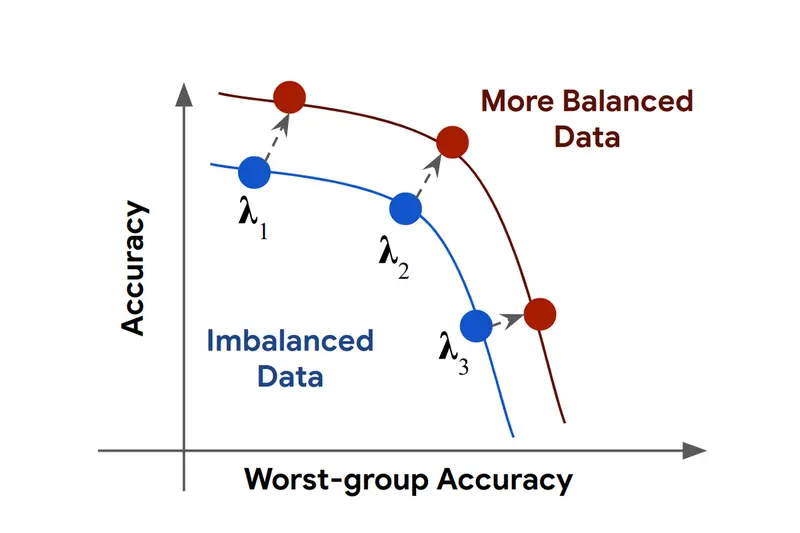 More Balanced
Data
λ1
λ2
λ3
Accuracy
Imbalanced
Data
Worst-group Accuracy